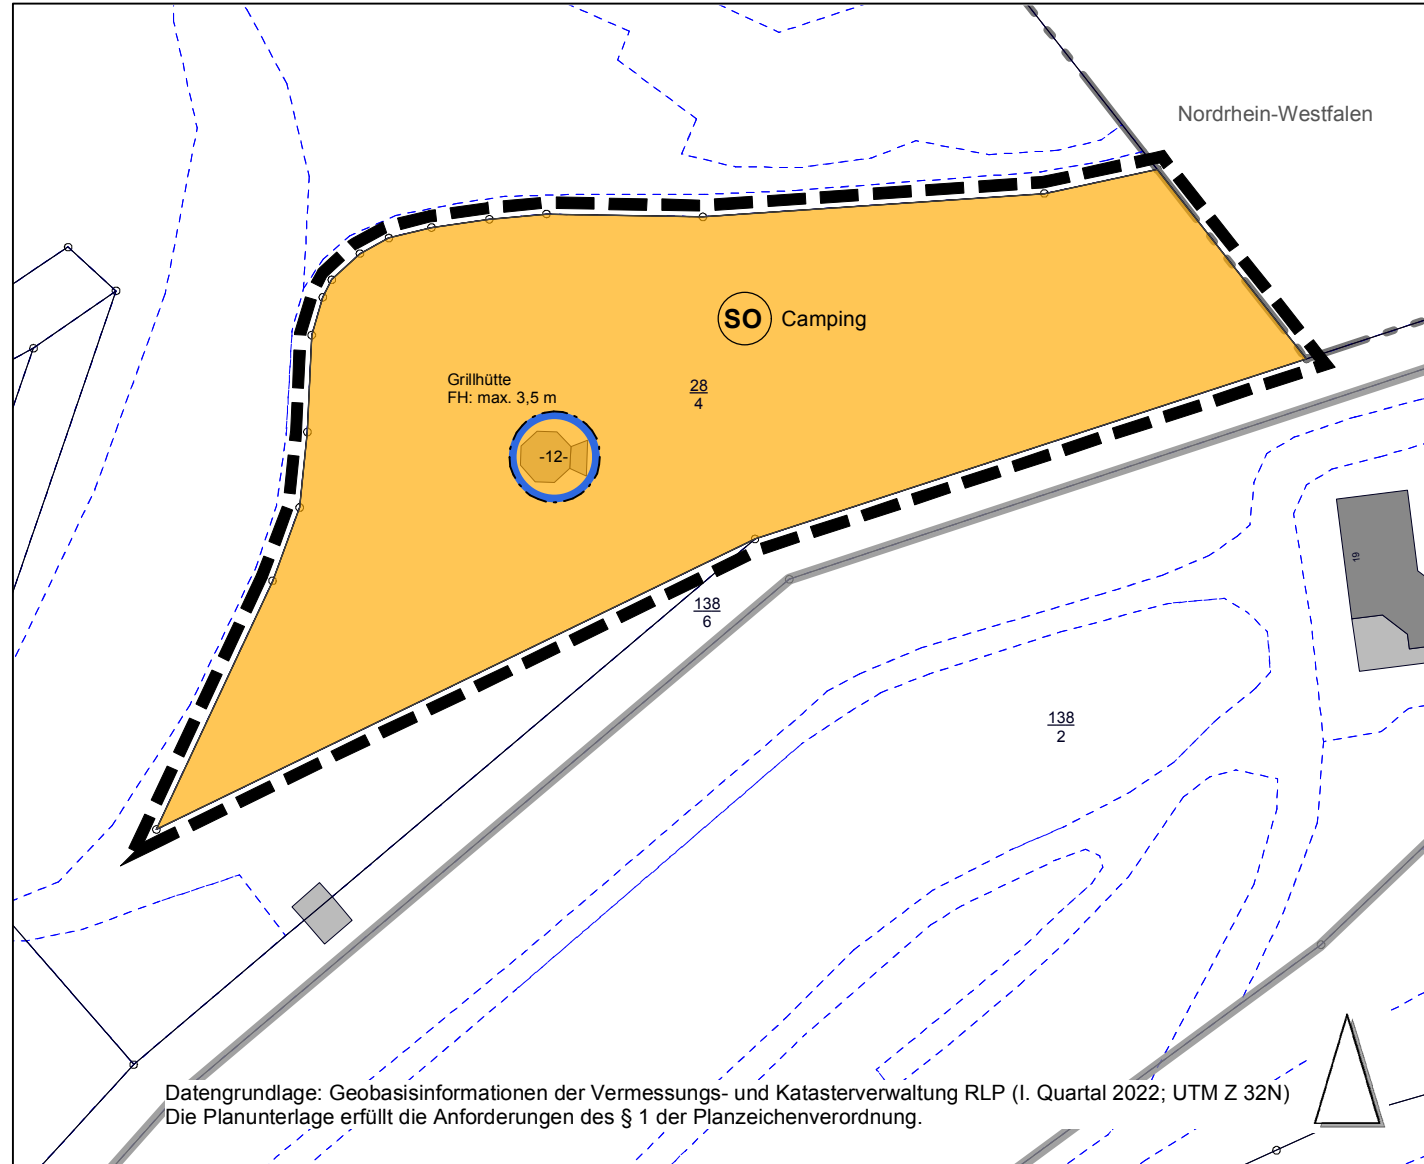 Nordrhein-Westfalen
SO Camping
Grillhütte
FH: max. 3,5 m
28
4
-12-
19
138
6
138
2
Datengrundlage: Geobasisinformationen der Vermessungs- und Katasterverwaltung RLP (I. Quartal 2022; UTM Z 32N)
Die Planunterlage erfüllt die Anforderungen des § 1 der Planzeichenverordnung.